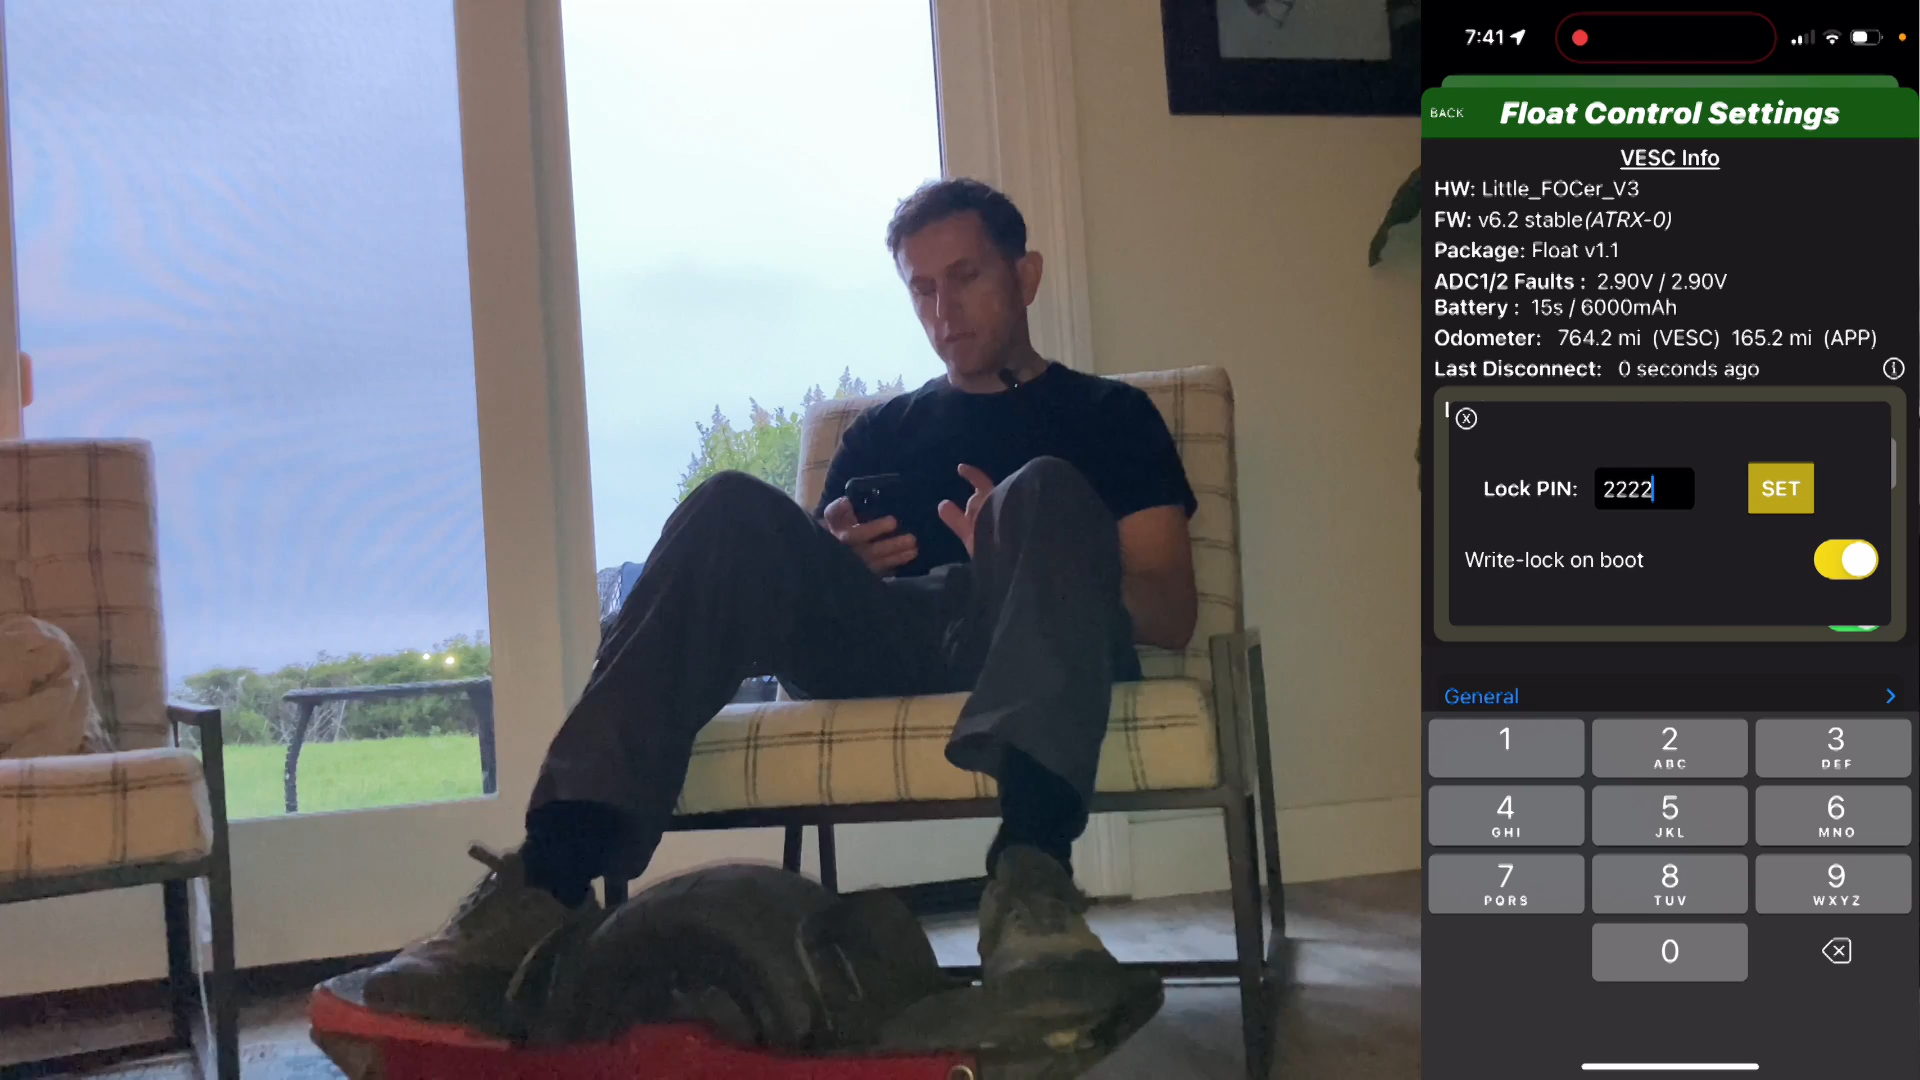 7:41
BACK
Float Control Settings
VESC Info
HW: Little_FOCer_V3
FW: v6.2 stable(ATRX-0)
Package: Float v1.1
ADC1/2 Faults : 2.90V / 2.90V
Battery : 15s / 6000mAh
Odometer: 764.2 mi (VESC) 165.2 mi (APP)
Last Disconnect: 0 seconds ago
Lock PIN: 2222 SET
Write-lock on boot
General
1 2 3
ABC DEF
4 5 6
GHI JKL MNO
7 8 9
PQRS TUV WXYZ
0